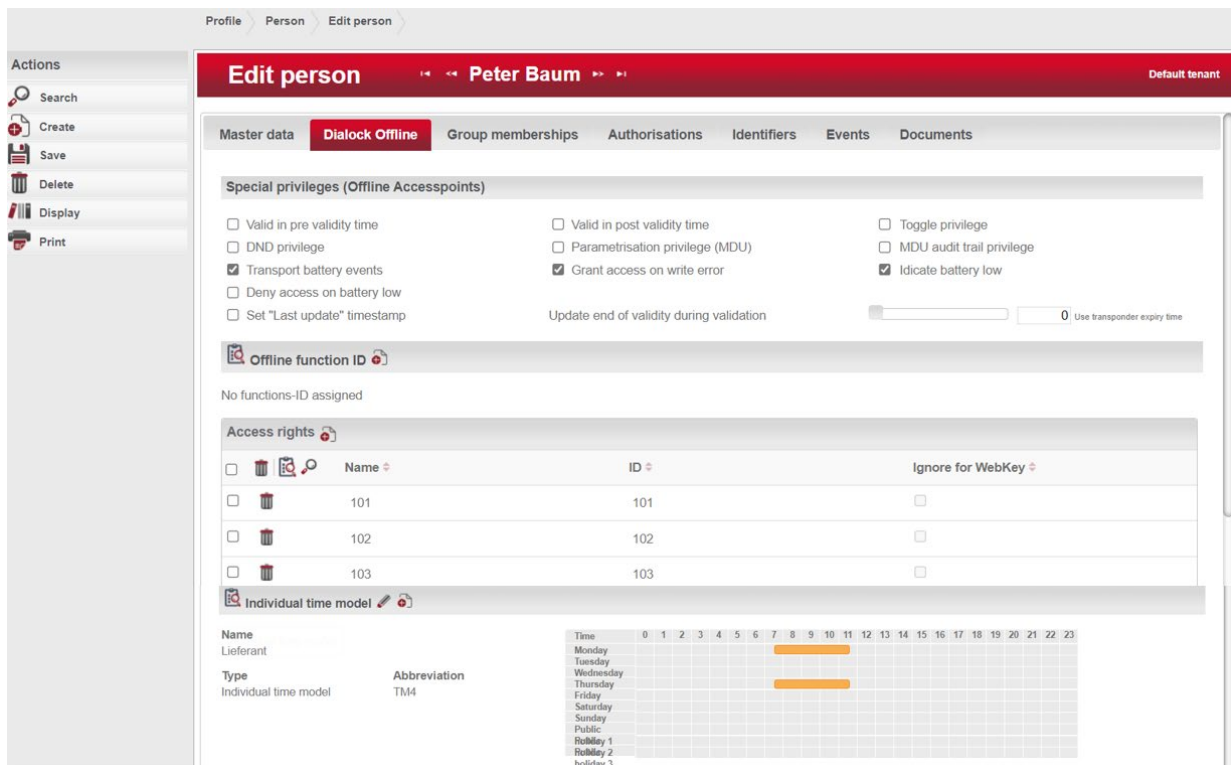 Profile Person Edit person
Actions
Search
Create
Save
Delete
Display
Print
Edit person Peter Baum Default tenant
Master data Dialock Offline Group memberships Authorisations Identifiers Events Documents
Special privileges (Offline Accesspoints)
Valid in pre validity time Valid in post validity time Toggle privilege
DND privilege Parametrisation privilege (MDU) MDU audit trail privilege
Transport battery events Grant access on write error Idicate battery low
Deny access on battery low
Set "Last update" timestamp Update end of validity during validation 0 Use transponder expiry time
Offline function ID
No functions-ID assigned
Access rights
Name ID Ignore for WebKey
101 101
102 102
103 103
Individual time model
Name
Lieferant
Type Abbreviation
Individual time model TM4
Time 0 1 2 3 4 5 6 7 8 9 10 11 12 13 14 15 16 17 18 19 20 21 22 23
Monday
Tuesday
Wednesday
Thursday
Friday
Saturday
Sunday
Public
holiday 1
holiday 2
holiday 3